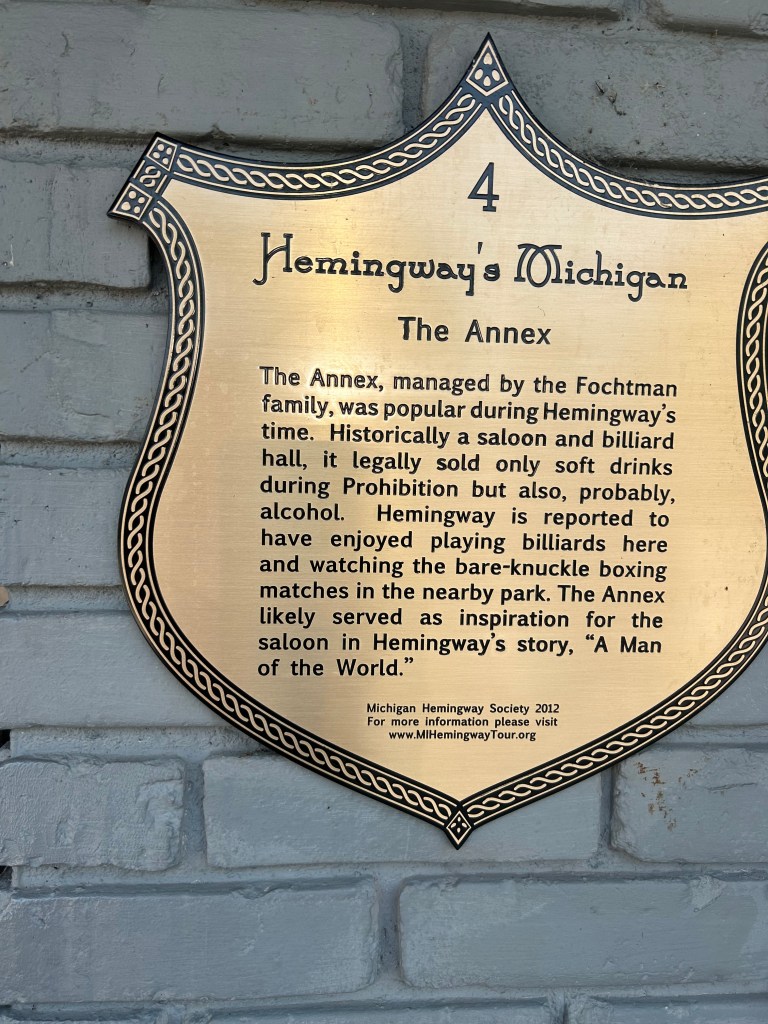 4
Hemingway's Michigan
The Annex
The Annex, managed by the Fochtman
family, was popular during Hemingway's
time. Historically a saloon and billiard
hall, it legally sold only soft drinks
during Prohibition but also, probably,
alcohol. Hemingway is reported to
have enjoyed playing billiards here
and watching the bare-knuckle boxing
matches in the nearby park. The Annex
likely served as inspiration for the
saloon in Hemingway's story, “A Man
of the World.”
Michigan Hemingway Society 2012
For more information please visit
www.MIHemingwayTour.org